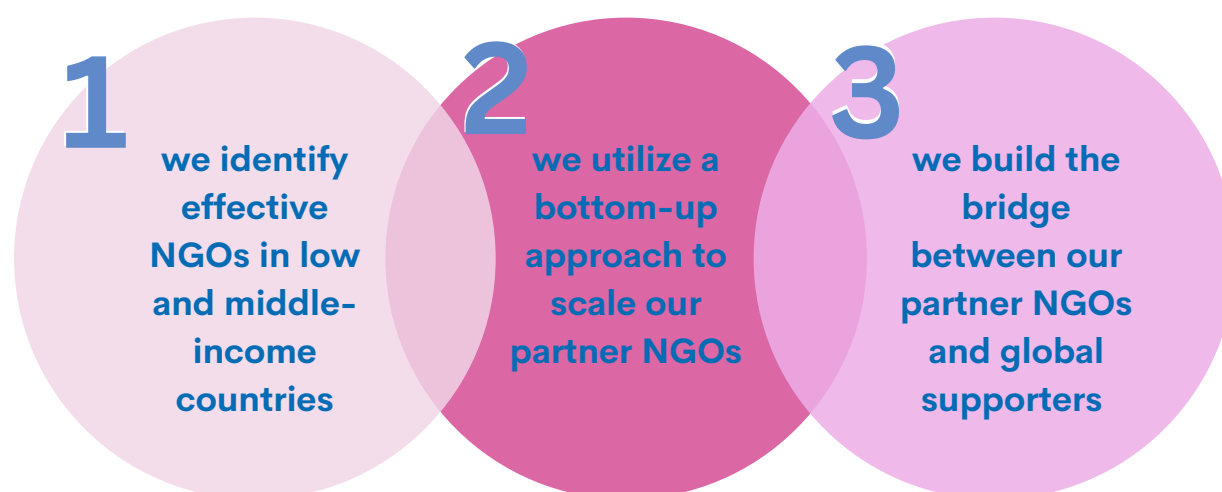 1
we identify
effective
NGOs in low
and middle-
income
countries
2
we utilize a
bottom-up
approach to
scale our
partner NGOs
3
we build the
bridge
between our
partner NGOs
and global
supporters